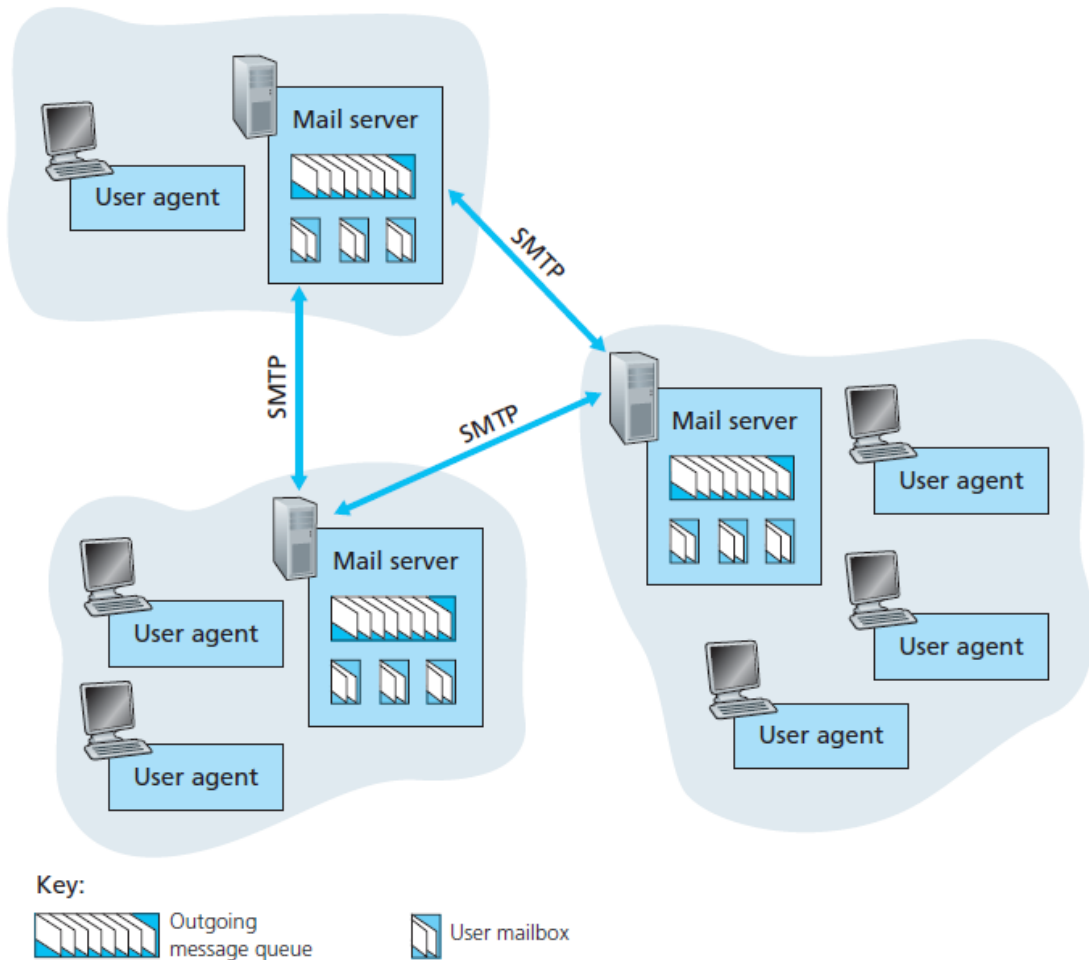 Mail server
User agent
SMTP
SMTP
SMTP
Mail server
User agent
Mail server
User agent
User agent
User agent
User agent
User agent
Key:
Outgoing
message queue
User mailbox